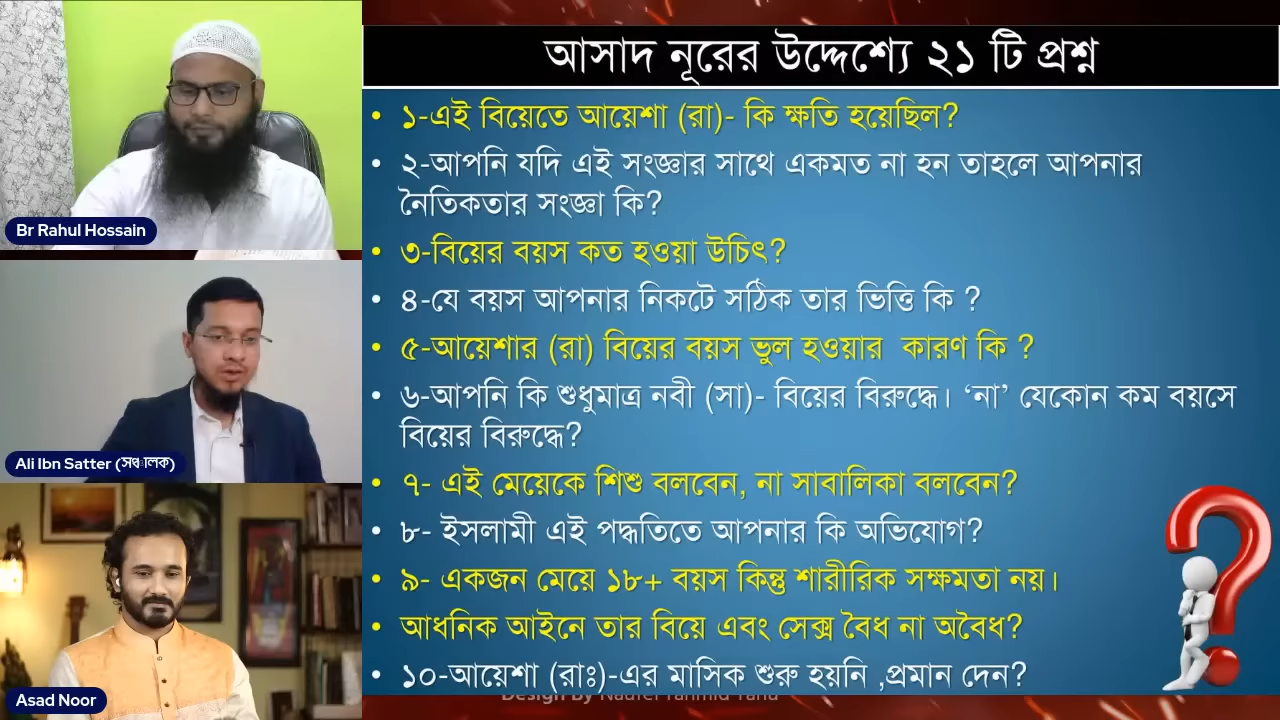 আসাদ নূরের উদ্দেশ্যে ২১ টি প্রশ্ন
• ১-এই বিয়েতে আয়েশা (রা)- কি ক্ষতি হয়েছিল?
• ২-আপনি যদি এই সংজ্ঞার সাথে একমত না হন তাহলে আপনার
নৈতিকতার সংজ্ঞা কি?
• ৩-বিয়ের বয়স কত হওয়া উচিৎ?
• ৪-যে বয়স আপনার নিকটে সঠিক তার ভিত্তি কি ?
• ৫-আয়েশার (রা) বিয়ের বয়স ভুল হওয়ার কারণ কি ?
• ৬-আপনি কি শুধুমাত্র নবী (সা)- বিয়ের বিরুদ্ধে। ‘না’ যেকোন কম বয়সে
বিয়ের বিরুদ্ধে?
• ৭- এই মেয়েকে শিশু বলবেন, না সাবালিকা বলবেন?
• ৮- ইসলামী এই পদ্ধতিতে আপনার কি অভিযোগ?
• ৯- একজন মেয়ে ১৮+ বয়স কিন্তু শারীরিক সক্ষমতা নয়।
• আধনিক আইনে তার বিয়ে এবং সেক্স বৈধ না অবৈধ?
• ১০-আয়েশা (রাঃ)-এর মাসিক শুরু হয়নি ,প্রমান দেন?
Br Rahul Hossain
Ali Ibn Satter (সঞ্চালক)
Asad Noor
Design By